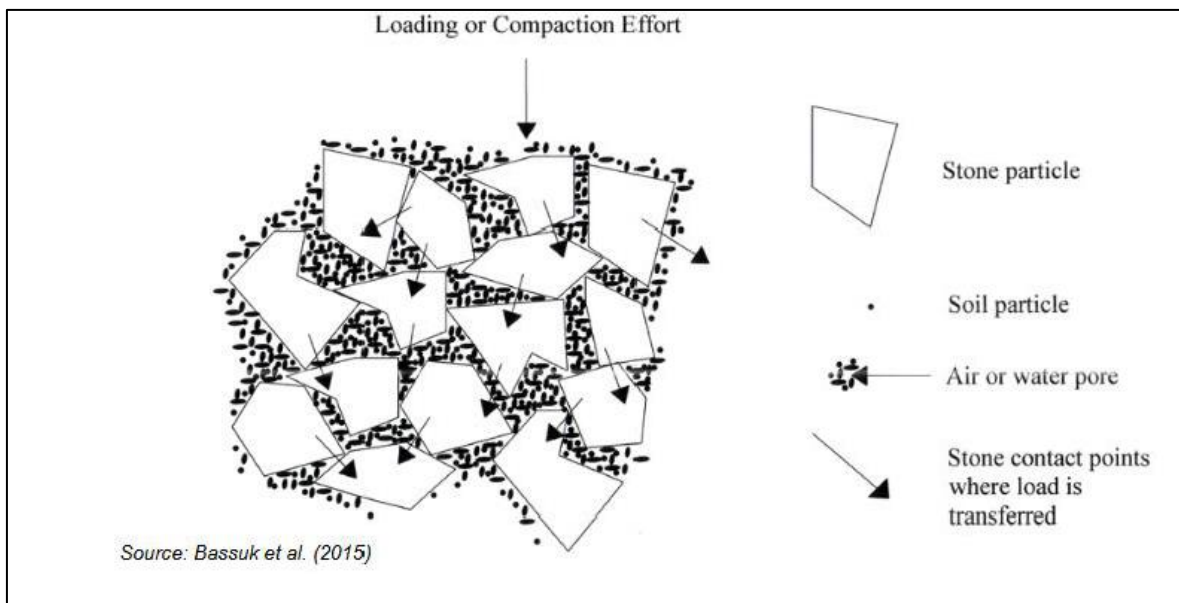 Loading or Compaction Effort
Stone particle
Soil particle
Air or water pore
Stone contact points
where load is
transferred
Source: Bassuk et al. (2015)